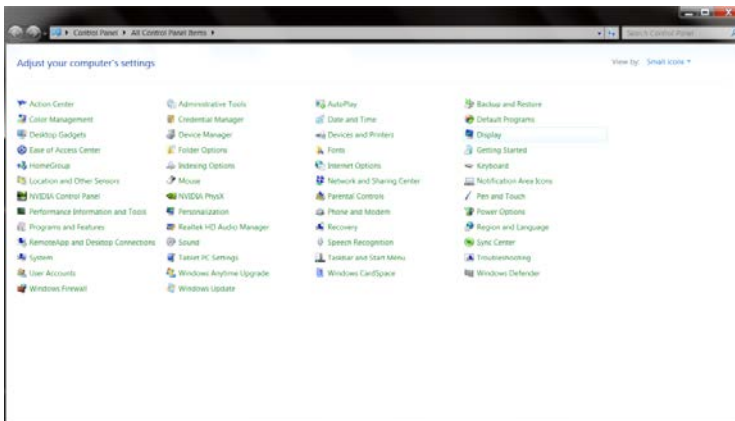 Control Panel All Control Panel Items Search Control Panel
Adjust your computer's settings View by: Small icons
Action Center Administrative Tools AutoPlay Backup and Restore
Color Management Credential Manager Date and Time Default Programs
Desktop Gadgets Device Manager Devices and Printers Display
Ease of Access Center Folder Options Fonts Getting Started
HomeGroup Indexing Options Internet Options Keyboard
Location and Other Sensors Mouse Network and Sharing Center Notification Area Icons
NVIDIA Control Panel NVIDIA PhysX Parental Controls Pen and Touch
Performance Information and Tools Personalization Phone and Modem Power Options
Programs and Features Realtek HD Audio Manager Recovery Region and Language
RemoteApp and Desktop Connections Sound Speech Recognition Sync Center
System Tablet PC Settings Taskbar and Start Menu Troubleshooting
User Accounts Windows Anytime Upgrade Windows CardSpace Windows Defender
Windows Firewall Windows Update